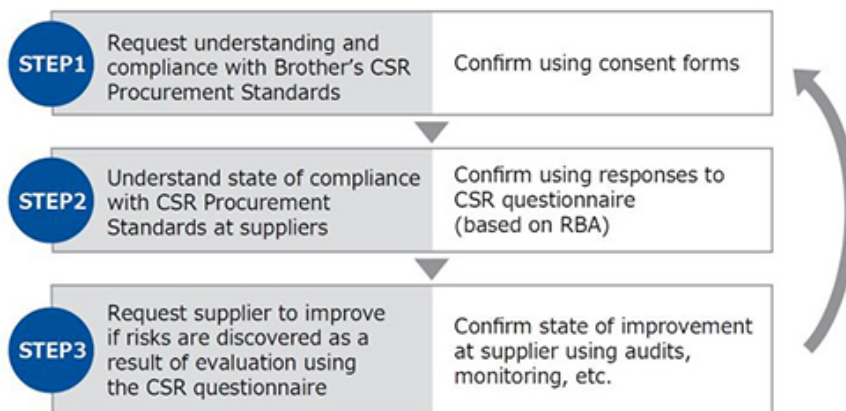 STEP1
Request understanding and
compliance with Brother's CSR
Procurement Standards
Confirm using consent forms
STEP2
Understand state of compliance
with CSR Procurement
Standards at suppliers
Confirm using responses to
CSR questionnaire
(based on RBA)
STEP3
Request supplier to improve
if risks are discovered as a
result of evaluation using
the CSR questionnaire
Confirm state of improvement
at supplier using audits,
monitoring, etc.